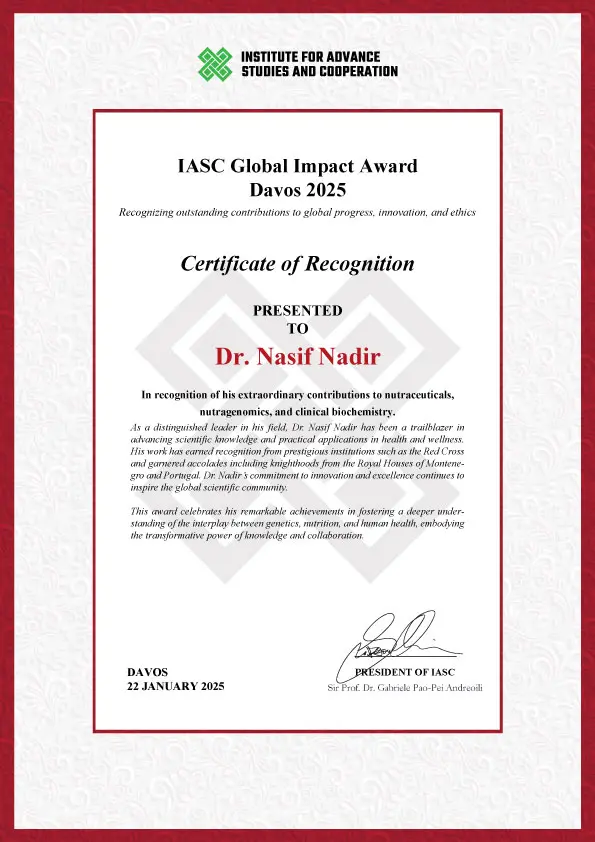 INSTITUTE FOR ADVANCE
STUDIES AND COOPERATION
IASC Global Impact Award
Davos 2025
Recognizing outstanding contributions to global progress, innovation, and ethics
Certificate of Recognition
PRESENTED
TO
Dr. Nasif Nadir
In recognition of his extraordinary contributions to nutraceuticals,
nutragenomics, and clinical biochemistry.
As a distinguished leader in his field, Dr. Nasif Nadir has been a trailblazer in
advancing scientific knowledge and practical applications in health and wellness.
His work has earned recognition from prestigious institutions such as the Red Cross
and garnered accolades including knighthoods from the Royal Houses of Montene-
gro and Portugal. Dr. Nadir's commitment to innovation and excellence continues to
inspire the global scientific community.
This award celebrates his remarkable achievements in fostering a deeper under-
standing of the interplay between genetics, nutrition, and human health, embodying
the transformative power of knowledge and collaboration.
DAVOS
22 JANUARY 2025
PRESIDENT OF IASC
Sir Prof. Dr. Gabriele Pao-Pei Andreoili